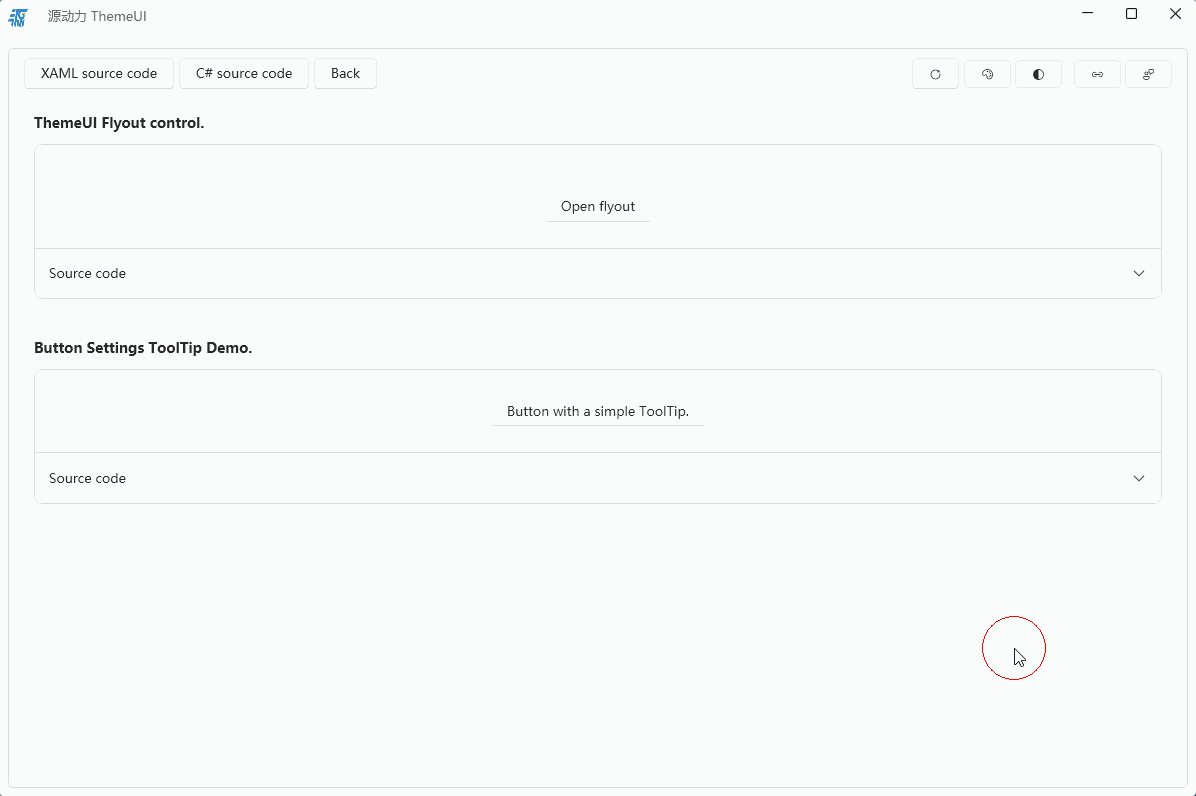 源动力 ThemeUI
XAML source code
C# source code
Back
ThemeUI Flyout control.
Open flyout
Source code
Button Settings ToolTip Demo.
Button with a simple ToolTip.
Source code